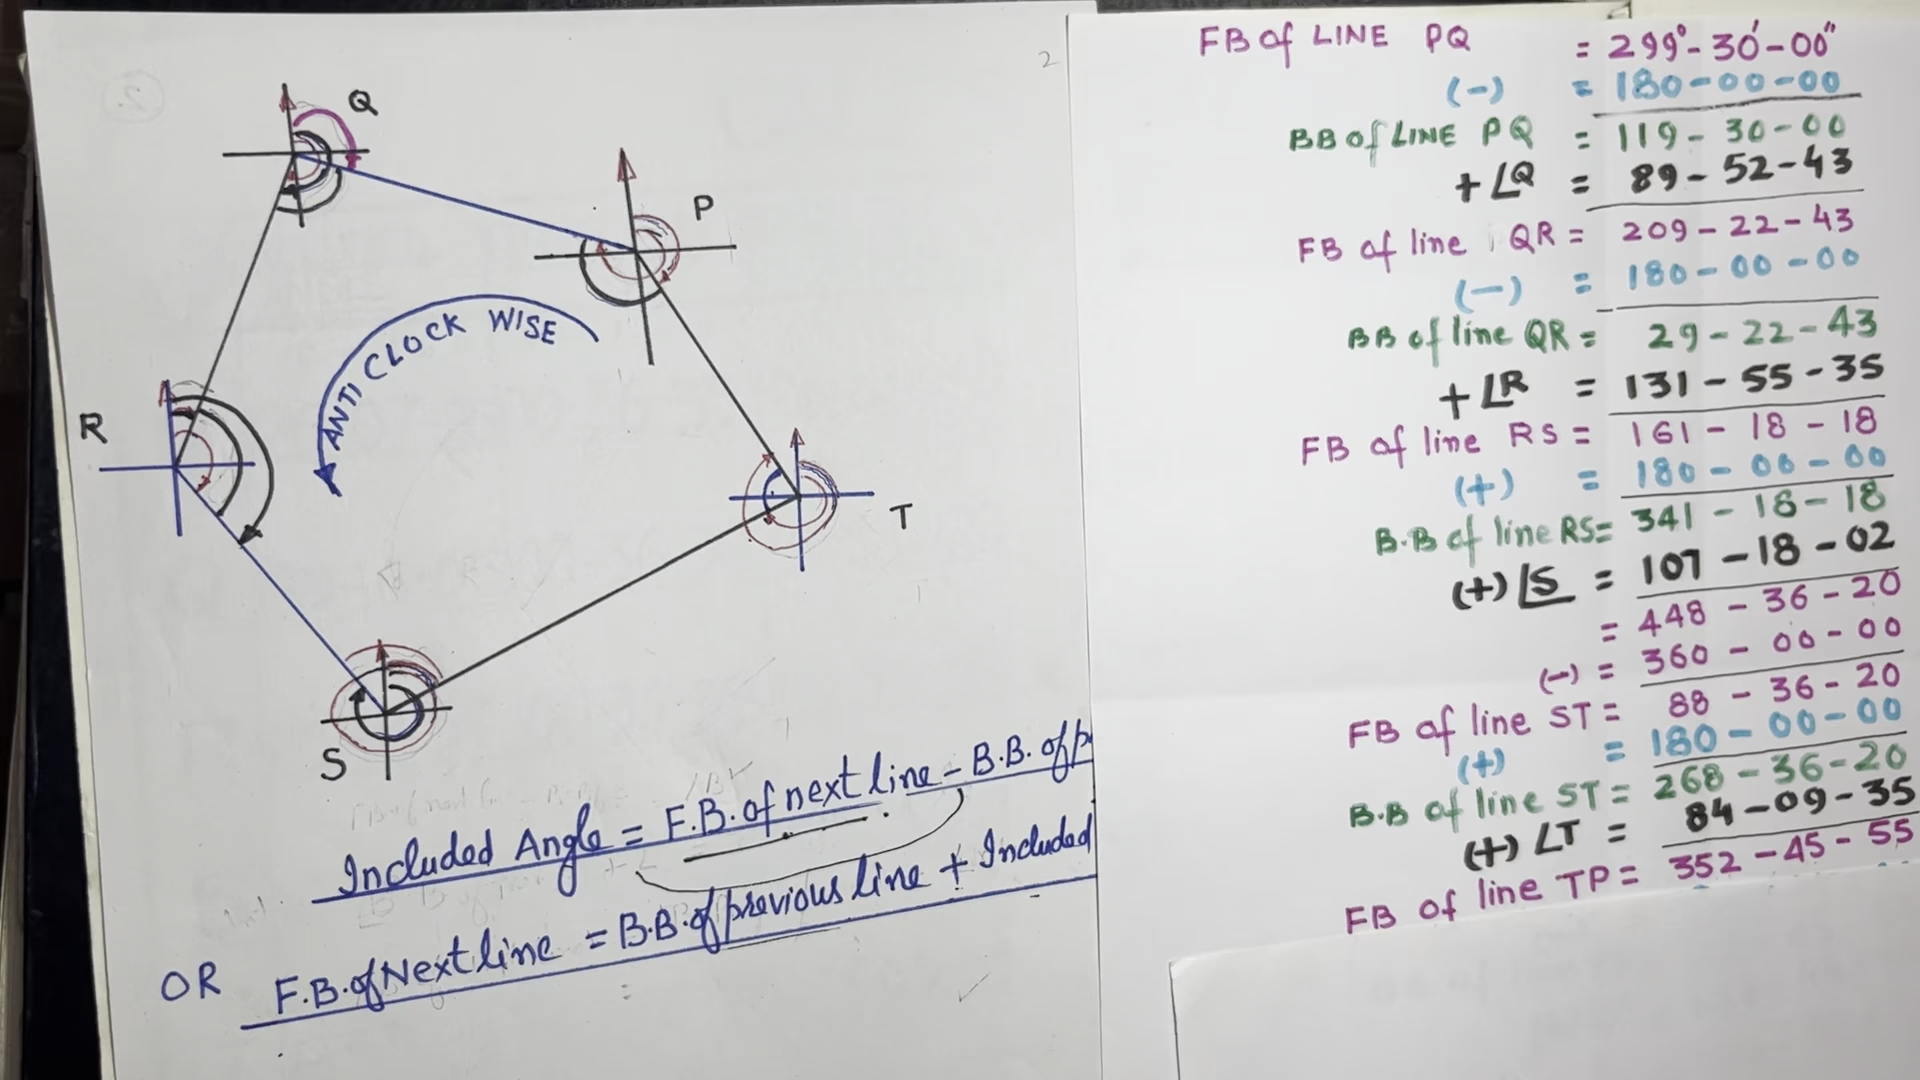 2
Q
P
ANTI CLOCK WISE
R
T
S
Included Angle = F.B. of next line - B.B. of p
OR F.B. of Next line = B.B. of previous line + Included
FB of LINE PQ = 299°- 30'- 00"
(-) = 180-00-00
BB of LINE PQ = 119- 30-00
+ ∠Q = 89- 52-43
FB of line QR = 209-22-43
(-) = 180-00-00
BB of line QR = 29-22-43
+ ∠R = 131-55-35
FB of line RS = 161-18-18
(+) = 180-00-00
B.B of line RS= 341-18-18
(+) ∠S = 107-18-02
= 448-36-20
(-) = 360-00-00
FB of line ST = 88-36-20
(+) = 180-00-00
B.B of line ST = 268-36-20
(+) ∠T = 84-09-35
FB of line TP = 352-45-55